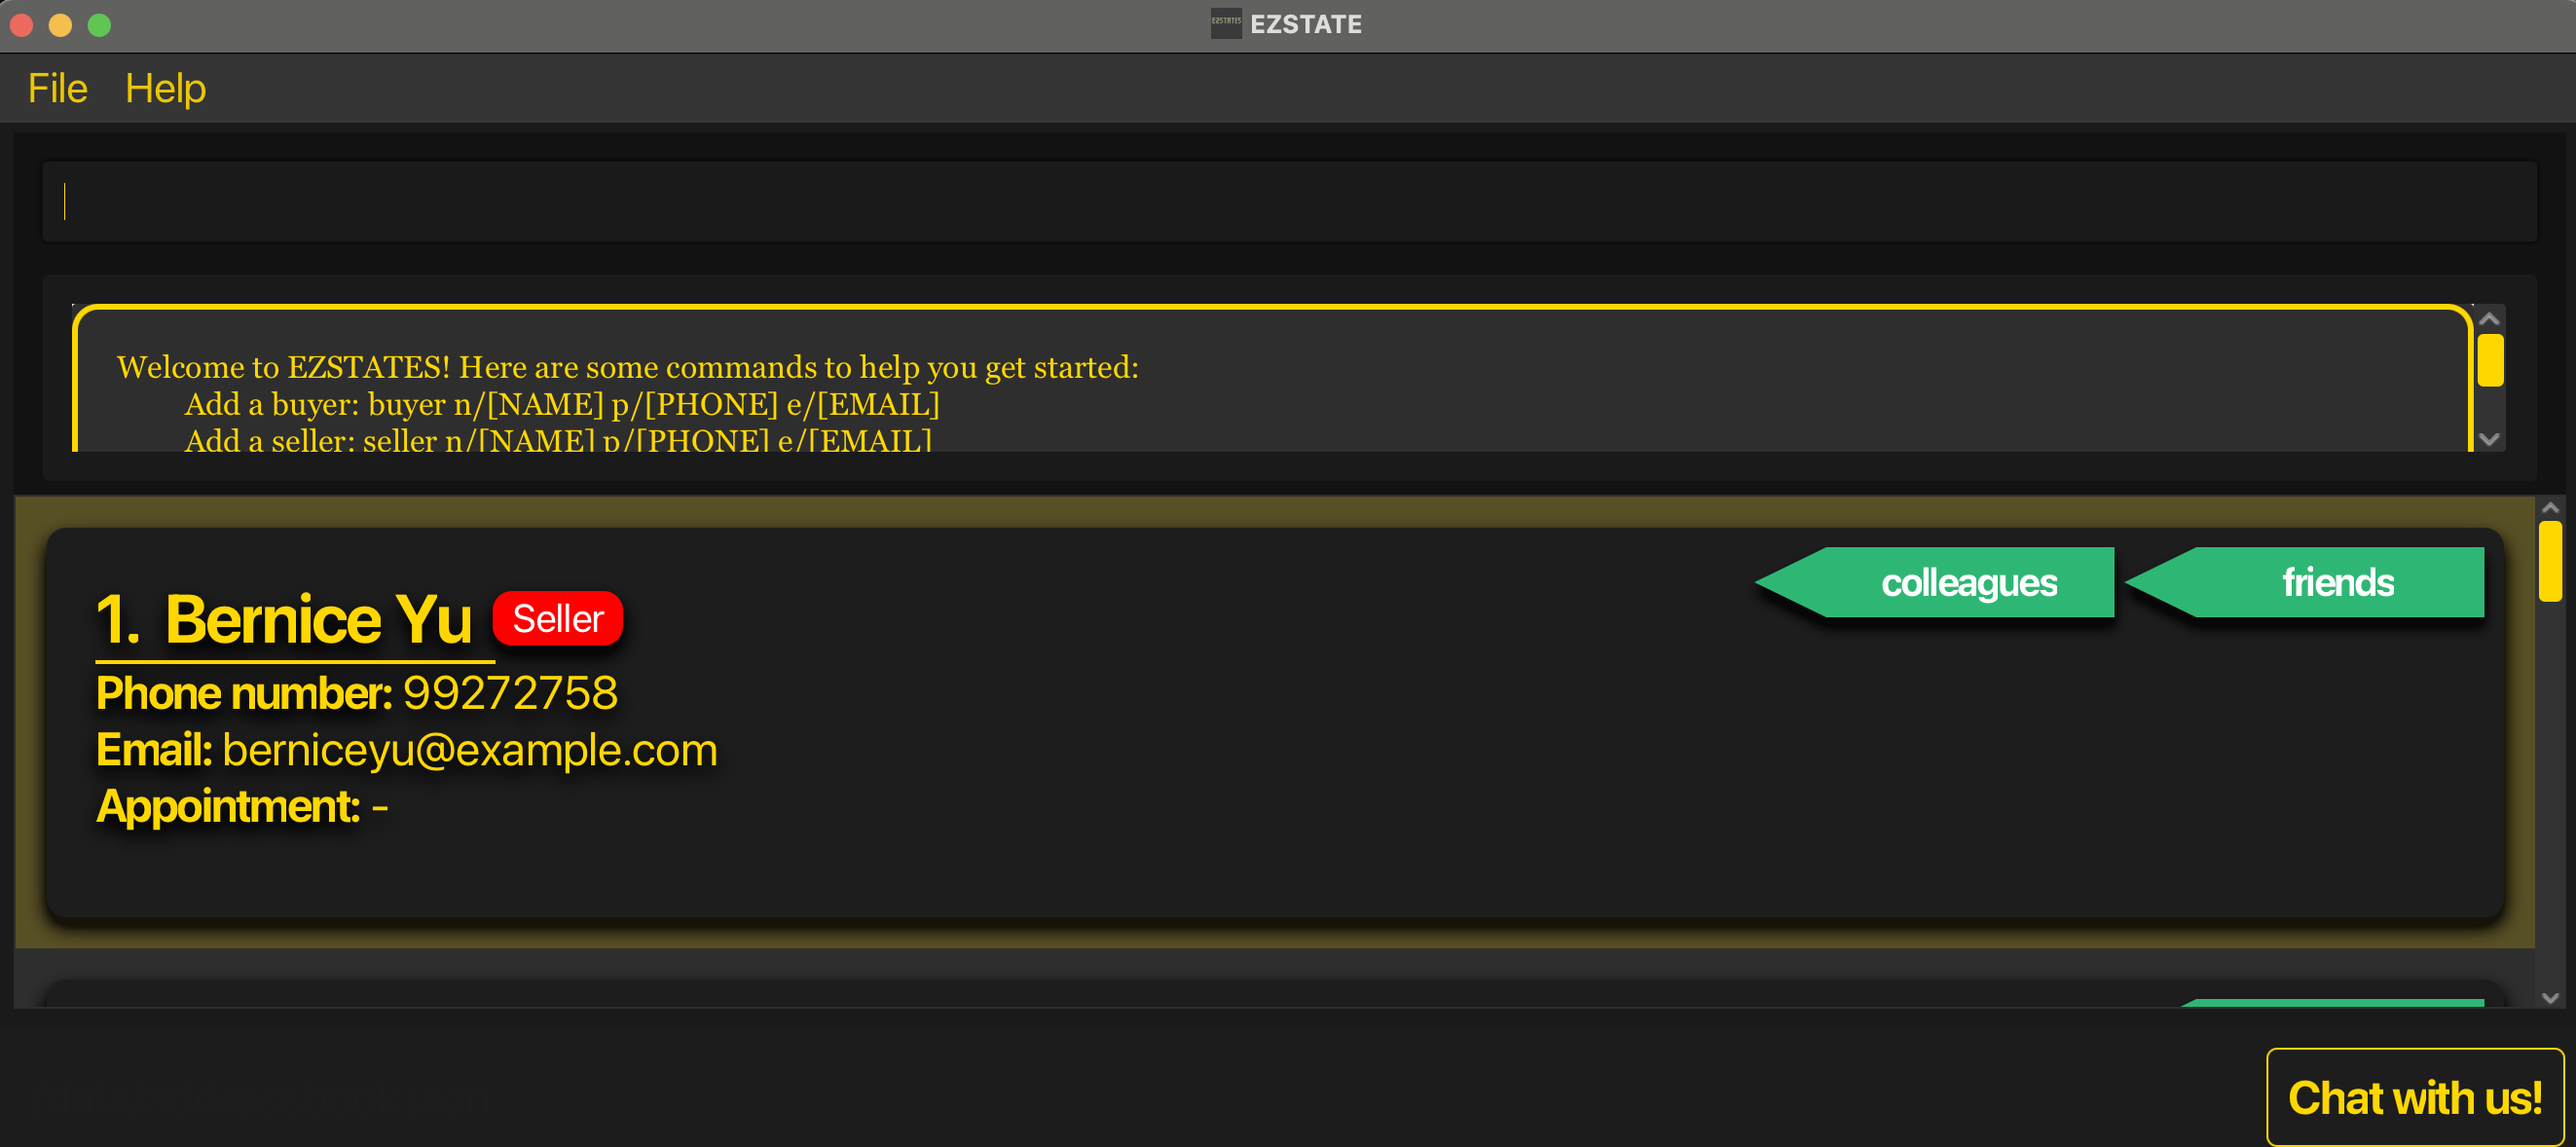 EZSTATES EZSTATE
File Help
Welcome to EZSTATES! Here are some commands to help you get started:
Add a buyer: buyer n/[NAME] p/[PHONE] e/[EMAIL]
Add a seller: seller n/[NAME] p/[PHONE] e/[EMAIL]
colleagues friends
1. Bernice Yu Seller
Phone number: 99272758
Email: berniceyu@example.com
Appointment: -
Chat with us!